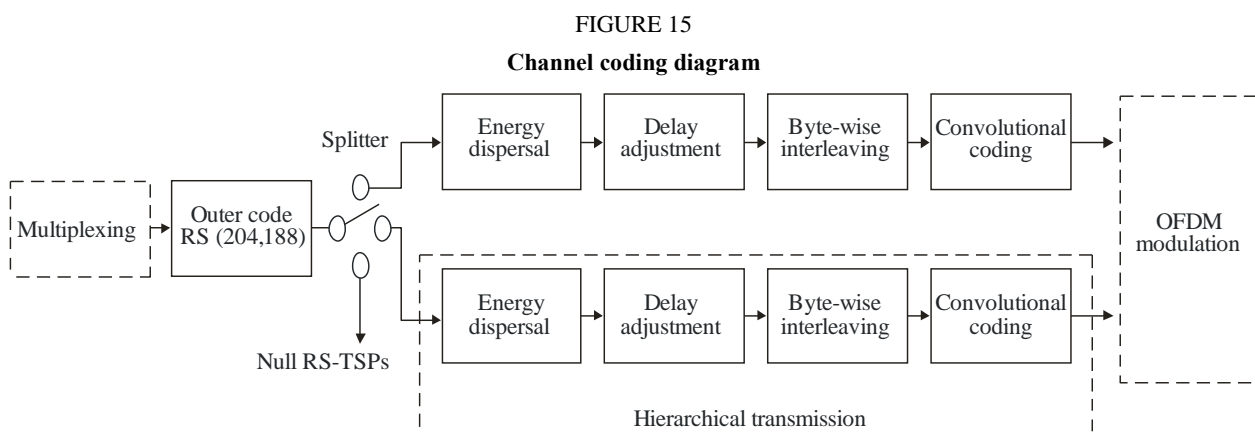 FIGURE 15
Channel coding diagram
Splitter
Energy
dispersal
Delay
adjustment
Byte-wise
interleaving
Convolutional
coding
Multiplexing
Outer code
RS (204,188)
OFDM
modulation
Energy
dispersal
Delay
adjustment
Byte-wise
interleaving
Convolutional
coding
Null RS-TSPs
Hierarchical transmission